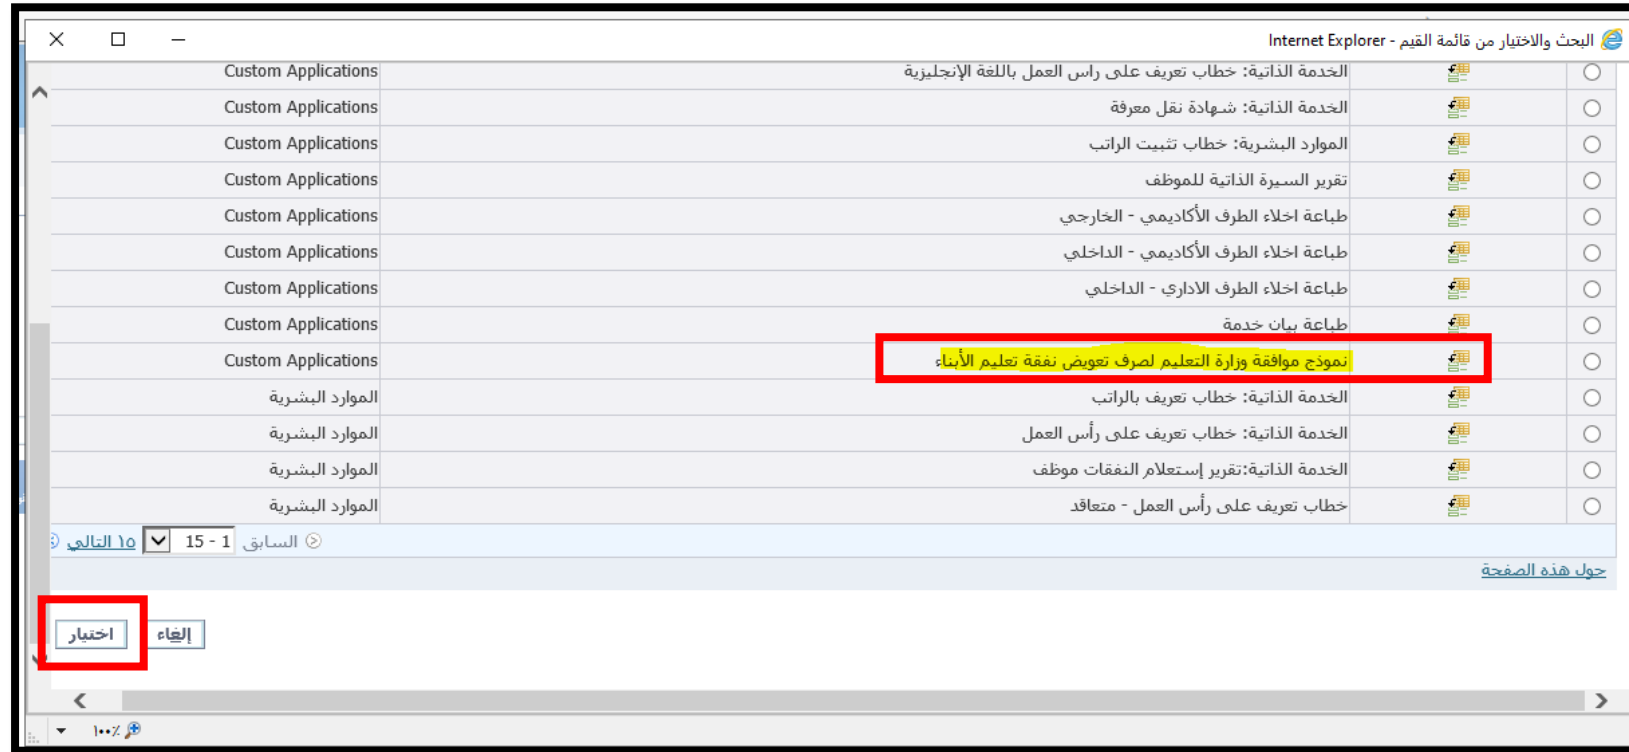 البحث والاختيار من قائمة القيم - Internet Explorer
الخدمة الذاتية: خطاب تعريف على راس العمل باللغة الإنجليزية Custom Applications
الخدمة الذاتية: شهادة نقل معرفة Custom Applications
الموارد البشرية: خطاب تثبيت الراتب Custom Applications
تقرير السيرة الذاتية للموظف Custom Applications
طباعة اخلاء الطرف الأكاديمي - الخارجي Custom Applications
طباعة اخلاء الطرف الأكاديمي - الداخلي Custom Applications
طباعة اخلاء الطرف الاداري - الداخلي Custom Applications
طباعة بيان خدمة Custom Applications
نموذج موافقة وزارة التعليم لصرف تعويض نفقة تعليم الأبناء Custom Applications
الخدمة الذاتية: خطاب تعريف بالراتب الموارد البشرية
الخدمة الذاتية: خطاب تعريف على رأس العمل الموارد البشرية
الخدمة الذاتية:تقرير إستعلام النفقات موظف الموارد البشرية
خطاب تعريف على رأس العمل - متعاقد الموارد البشرية
السابق 1 - 15 ١٥ التالي
حول هذه الصفحة
إلغاء اختيار
١٠٠٪